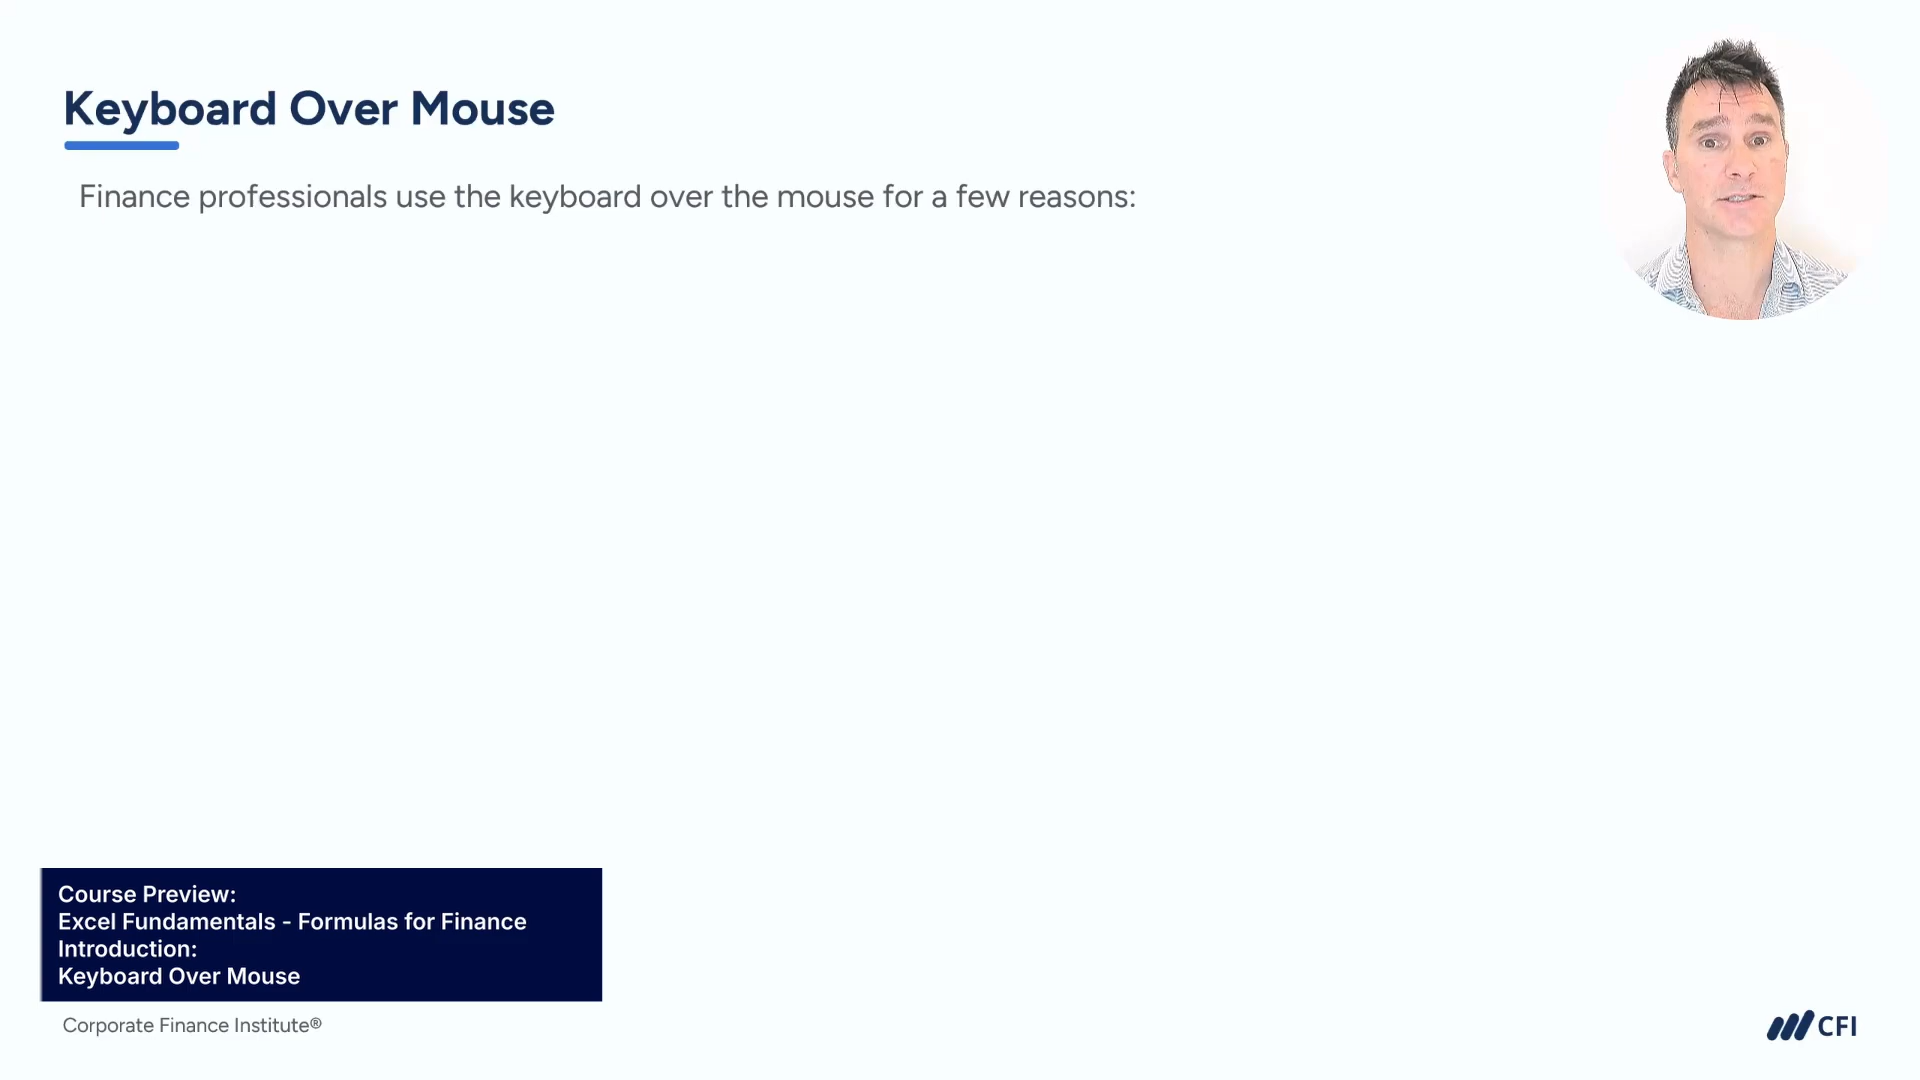 Keyboard Over Mouse
Finance professionals use the keyboard over the mouse for a few reasons:
Course Preview:
Excel Fundamentals - Formulas for Finance
Introduction:
Keyboard Over Mouse
Corporate Finance Institute®
CFI